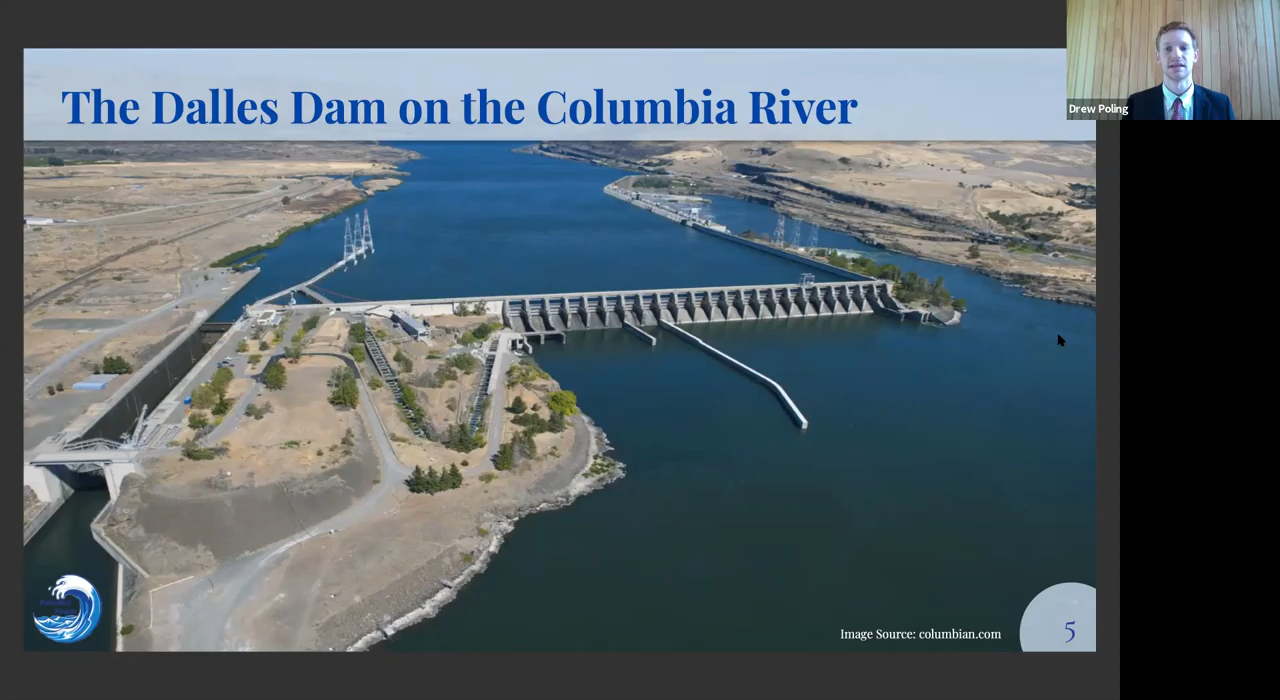 The Dalles Dam on the Columbia River
Drew Poling
Image Source: columbian.com
5